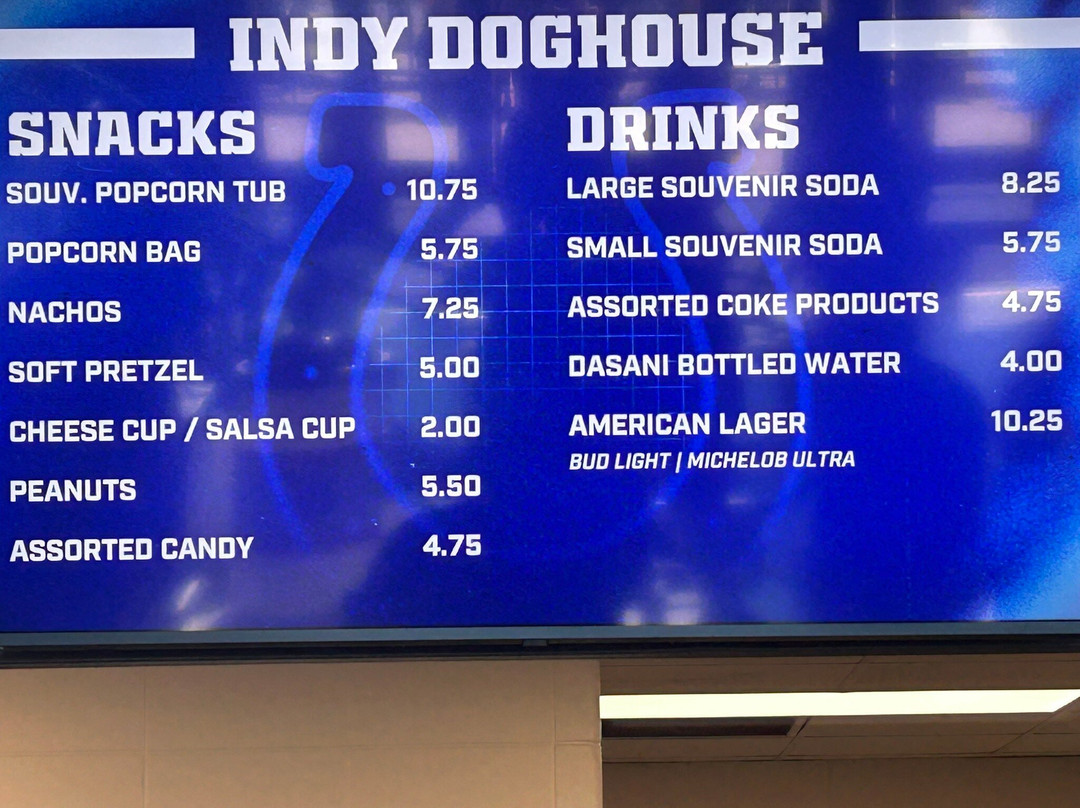 INDY DOGHOUSE
SNACKS
SOUV. POPCORN TUB 10.75
POPCORN BAG 5.75
NACHOS 7.25
SOFT PRETZEL 5.00
CHEESE CUP / SALSA CUP 2.00
PEANUTS 5.50
ASSORTED CANDY 4.75
DRINKS
LARGE SOUVENIR SODA 8.25
SMALL SOUVENIR SODA 5.75
ASSORTED COKE PRODUCTS 4.75
DASANI BOTTLED WATER 4.00
AMERICAN LAGER 10.25
BUD LIGHT | MICHELOB ULTRA